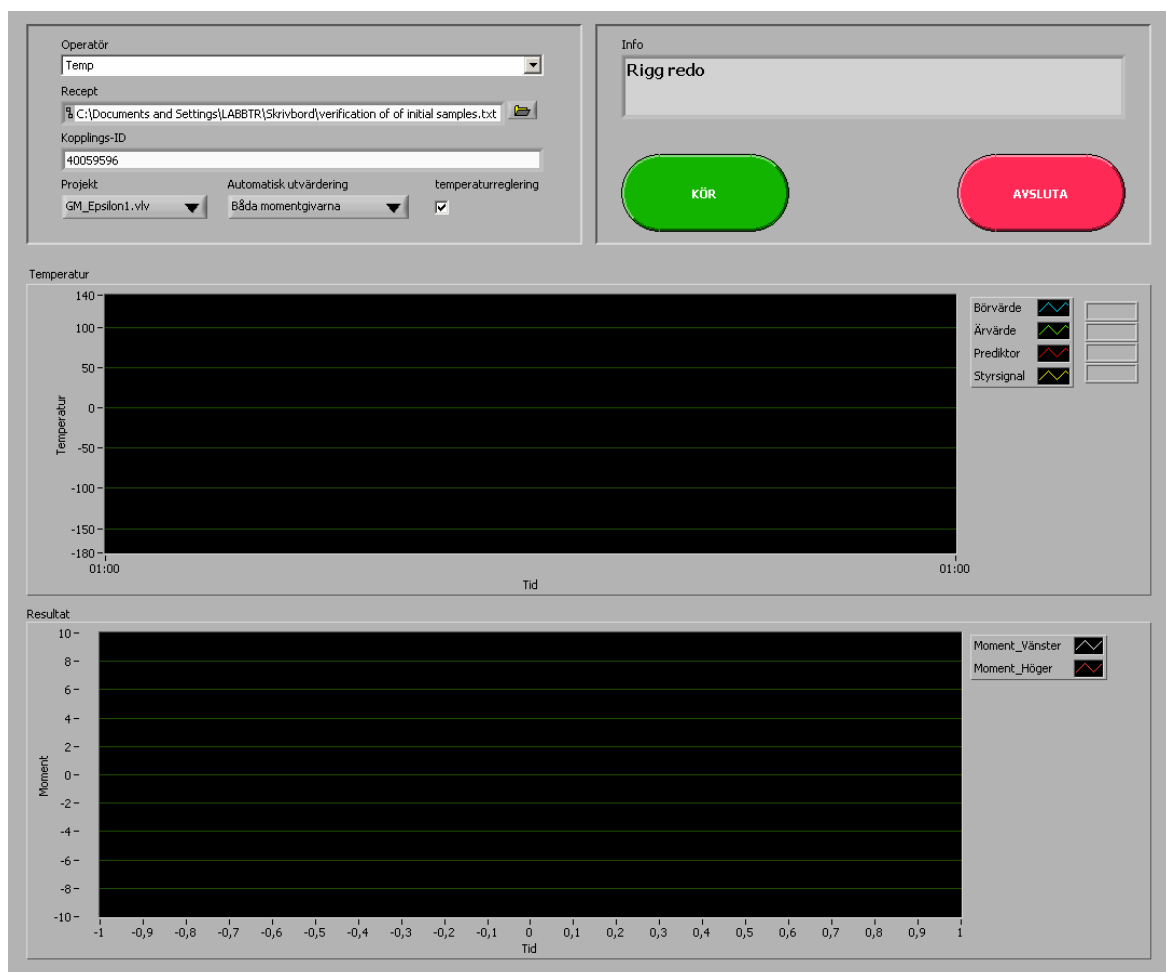 Operatör
Temp
Recept
C:\Documents and Settings\LABBTR\Skrivbord\verification of of initial samples.txt
Kopplings-ID
40059596
Projekt Automatisk utvärdering temperaturreglering
GM_Epsilon1.vlv Båda momentgivarna
Info
Rigg redo
KÖR AVSLUTA
Temperatur
140
100
50
0
-50
-100
-150
-180
Temperatur
01:00 01:00
Tid
Börvärde
Ärvärde
Prediktor
Styrsignal
Resultat
10
8
6
4
2
0
-2
-4
-6
-8
-10
Moment
-1 -0,9 -0,8 -0,7 -0,6 -0,5 -0,4 -0,3 -0,2 -0,1 0 0,1 0,2 0,3 0,4 0,5 0,6 0,7 0,8 0,9 1
Tid
Moment_Vänster
Moment_Höger